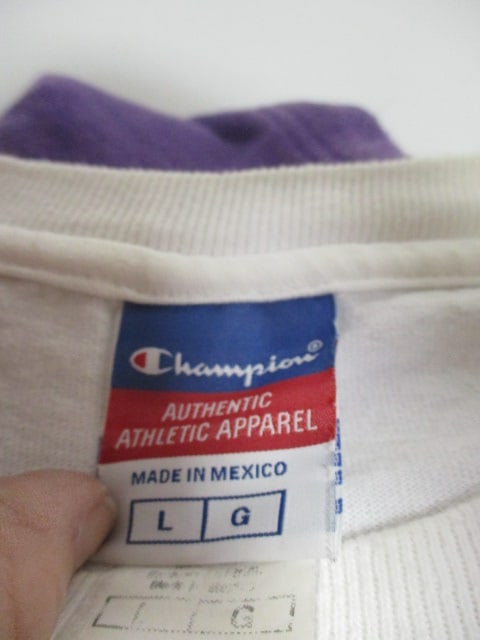 Champion®
AUTHENTIC
ATHLETIC APPAREL
MADE IN MEXICO
L G
G